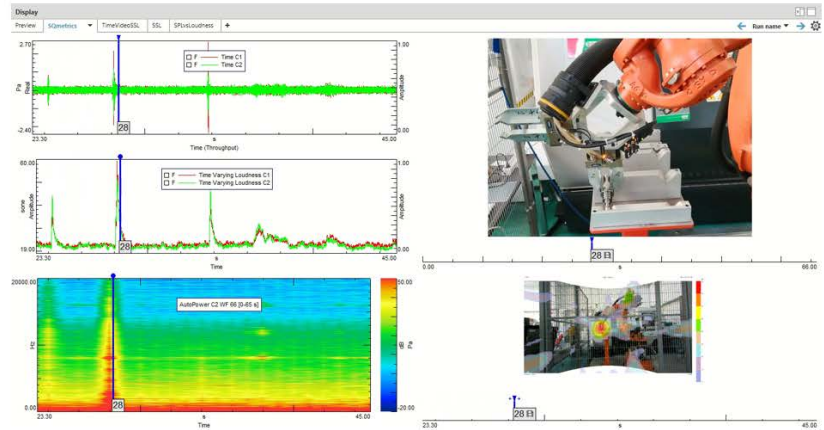 Display
Preview SQmetrics TimeVideoSSL SSL SPLvsLoudness +
Run name
2.70 1.00
F Time C1
F Time C2
Pa
Real
Amplitude
-2.40 0.00
28
23.30 s 45.00
Time (Throughput)
60.00 1.00
F Time Varying Loudness C1
F Time Varying Loudness C2
sone
Amplitude
Amplitude
0.00
28
23.30 s 45.00
Time
20000.00
AutoPower C2 WF 66 [0-65 s]
Hz
dB
Pa
0.00 -20.00
28
23.30 s 45.00
Time
28
0.00 s 66.00
28
23.30 s 45.00